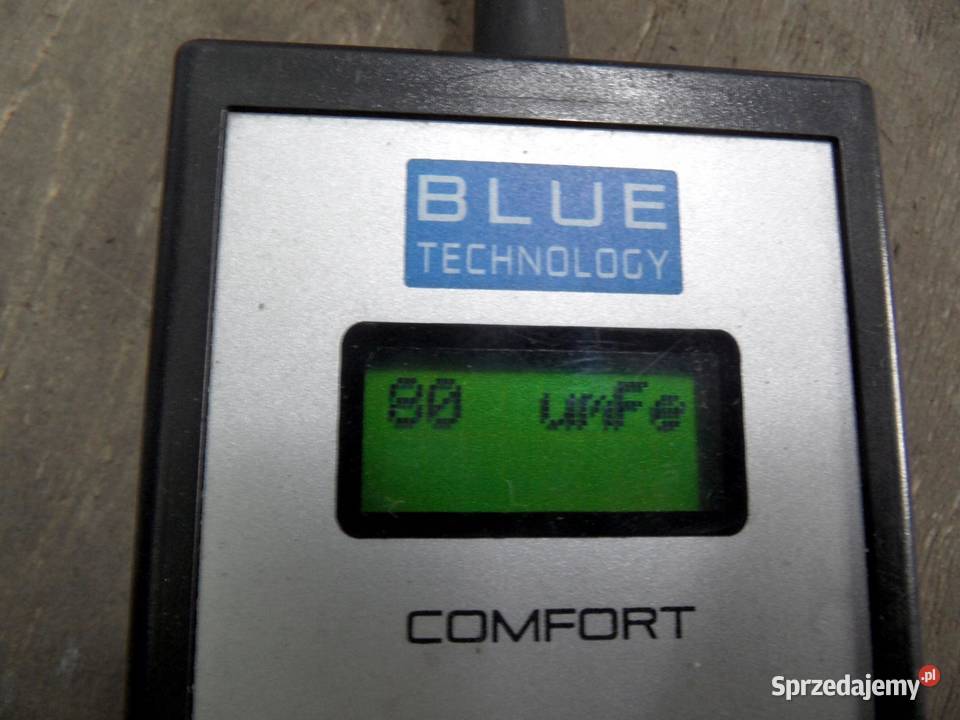 BLUE
TECHNOLOGY
80 umFe
COMFORT
Sprzedajemy.pl